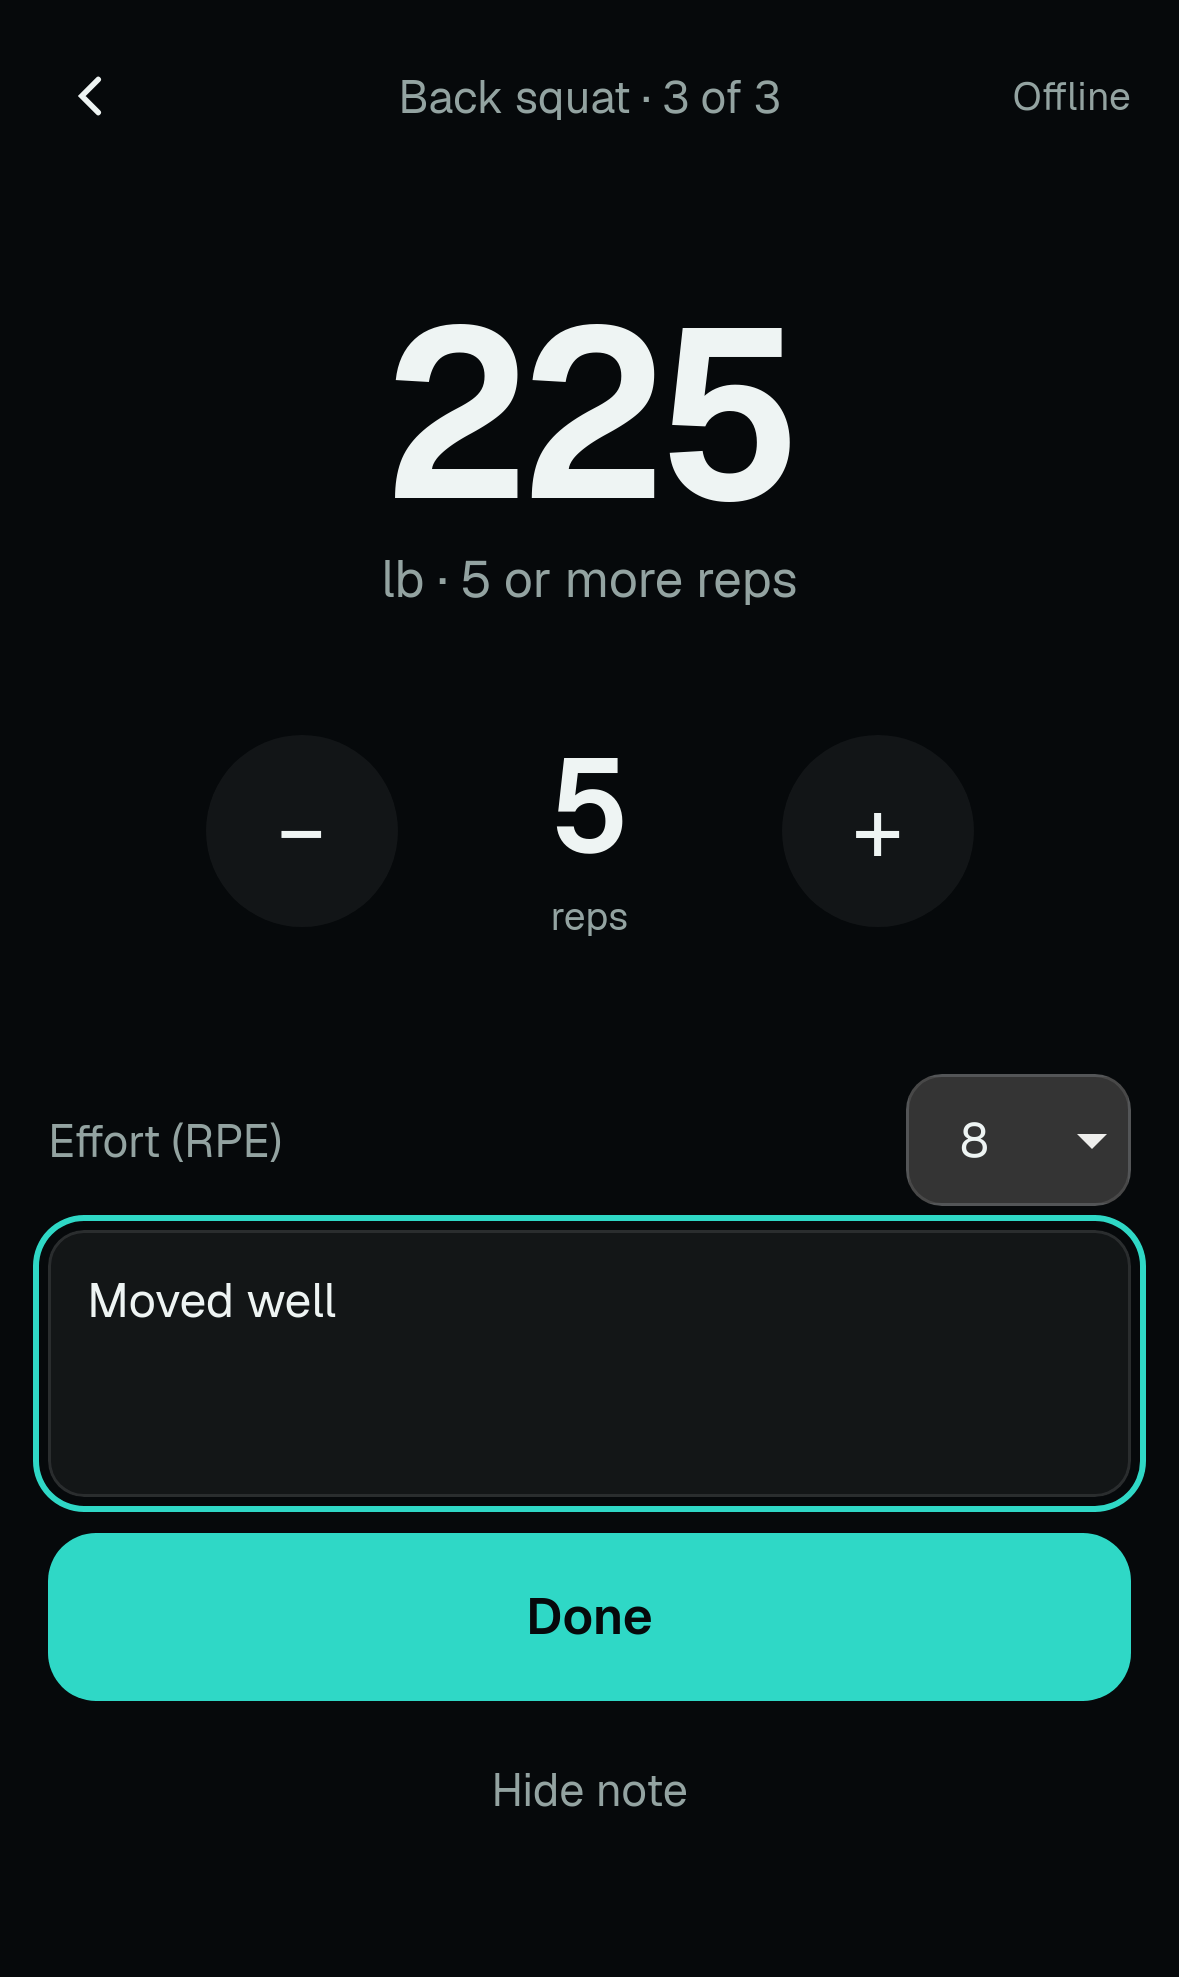 Back squat · 3 of 3
Offline
225
lb · 5 or more reps
− 5 +
reps
Effort (RPE)
8
Moved well
Done
Hide note